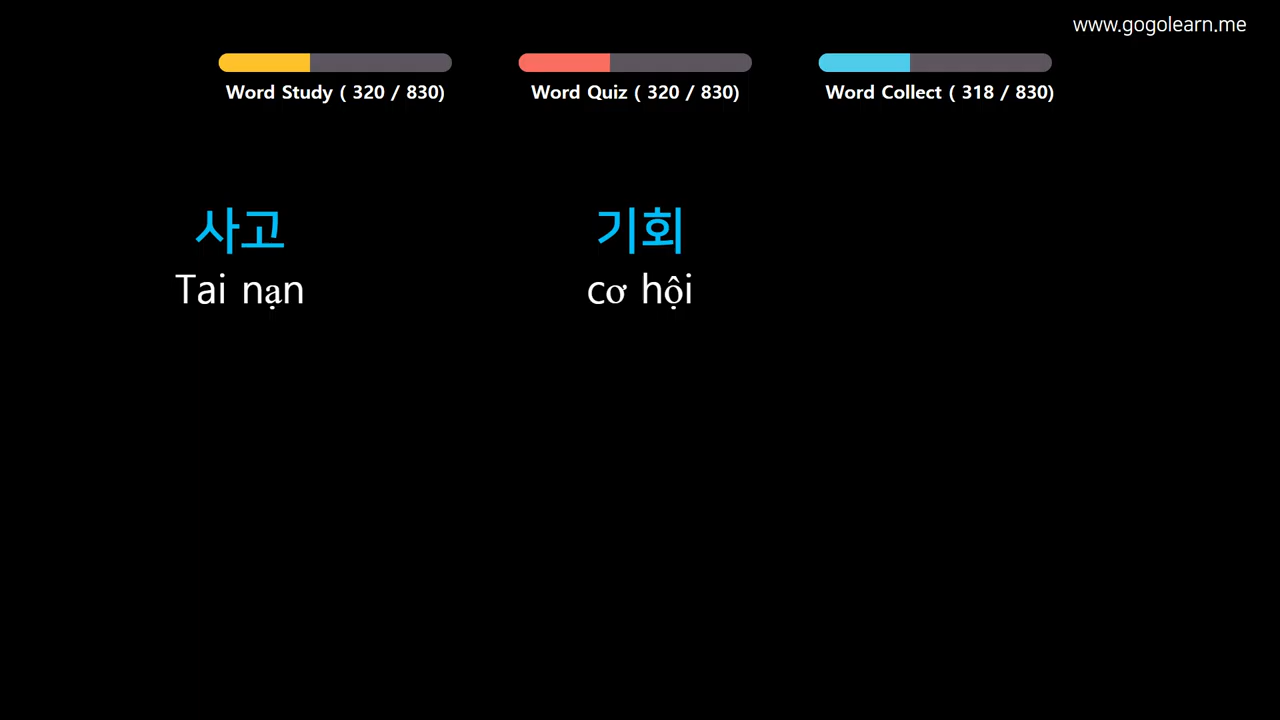 www.gogolearn.me
Word Study ( 320 / 830)
Word Quiz ( 320 / 830)
Word Collect ( 318 / 830)
사고
Tai nạn
기회
cơ hội